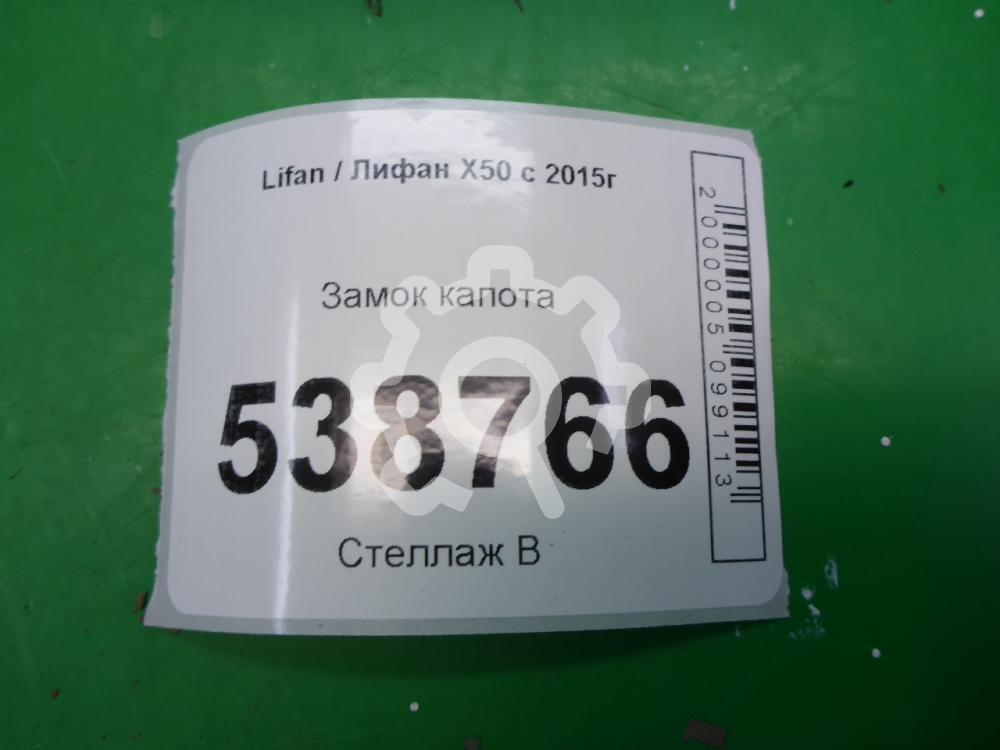 Lifan / Лифан X50 с 2015г
Замок капота
538766
Стеллаж В
2000005099113